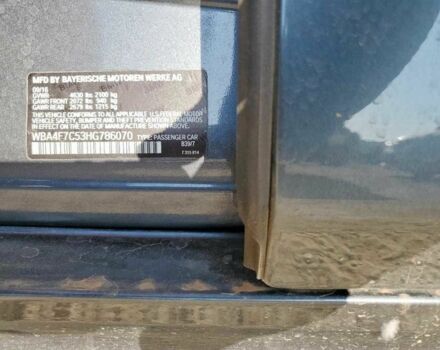 MFD BY BAYERISCHE MOTOREN WERKE AG
09/16
GVWR 4630 lbs 2100 kg
GAWR FRONT 2072 lbs 940 kg
GAWR REAR 2679 lbs 1215 kg
THIS VEHICLE CONFORMS TO ALL APPLICABLE U.S. FEDERAL MOTOR
VEHICLE SAFETY, BUMPER AND THEFT PREVENTION STANDARDS
IN EFFECT ON THE DATE OF MANUFACTURE SHOWN ABOVE.
WBA4F7C53HG786070 TYPE: PASSENGER CAR
B39/7